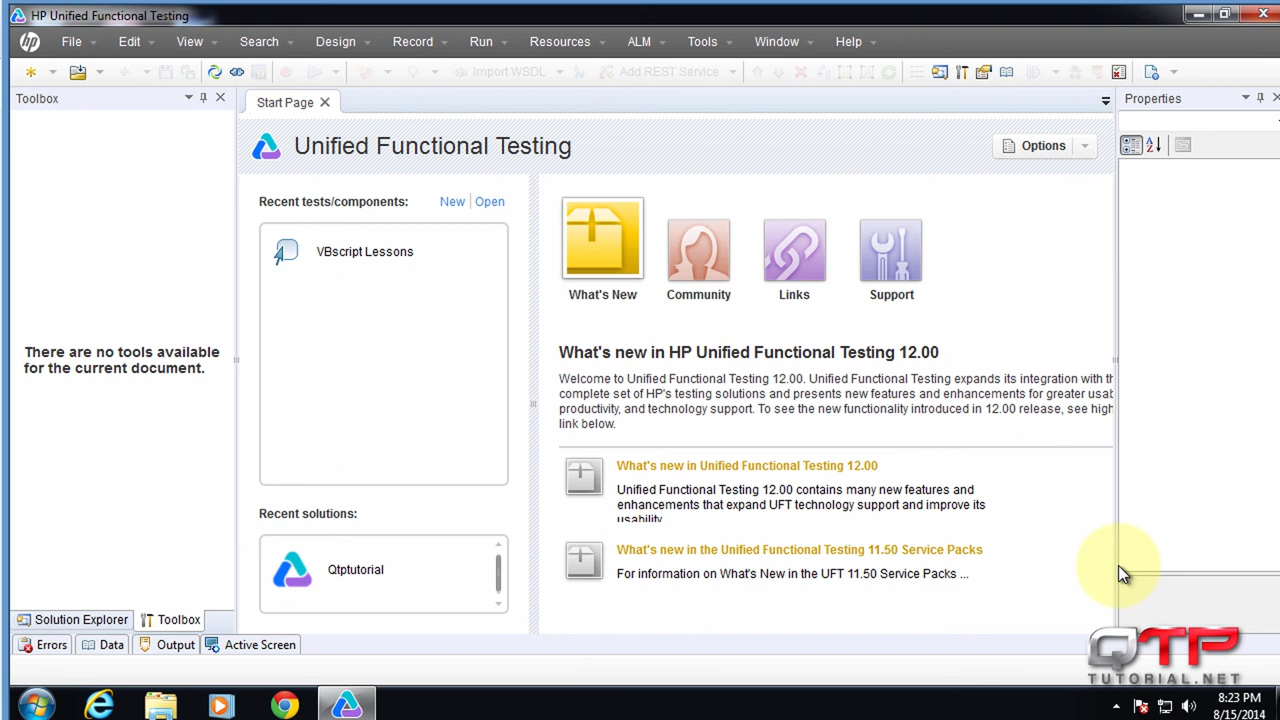 HP Unified Functional Testing
hp File Edit View Search Design Record Run Resources ALM Tools Window Help
Import WSDL Add REST Service
Toolbox
Start Page
Properties
Unified Functional Testing
Options
Recent tests/components: New Open
VBscript Lessons
What's New
Community
Links
Support
There are no tools available
for the current document.
What's new in HP Unified Functional Testing 12.00
Welcome to Unified Functional Testing 12.00. Unified Functional Testing expands its integration with th
complete set of HP's testing solutions and presents new features and enhancements for greater usab
productivity, and technology support. To see the new functionality introduced in 12.00 release, see high
link below.
What's new in Unified Functional Testing 12.00
Unified Functional Testing 12.00 contains many new features and
enhancements that expand UFT technology support and improve its
usability.
Recent solutions:
Qtptutorial
What's new in the Unified Functional Testing 11.50 Service Packs
For information on What's New in the UFT 11.50 Service Packs ...
Solution Explorer Toolbox
Errors Data Output Active Screen
QTP
TUTORIAL.NET
8:23 PM
8/15/2014